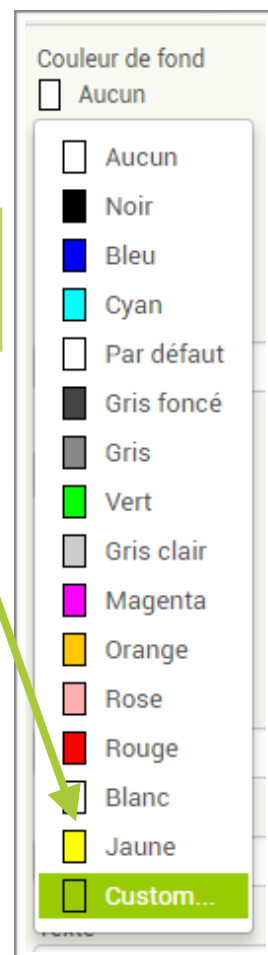 Couleur de fond
Aucun
Aucun
Noir
Bleu
Cyan
Par défaut
Gris foncé
Gris
Vert
Gris clair
Magenta
Orange
Rose
Rouge
Blanc
Jaune
Custom...
Texte